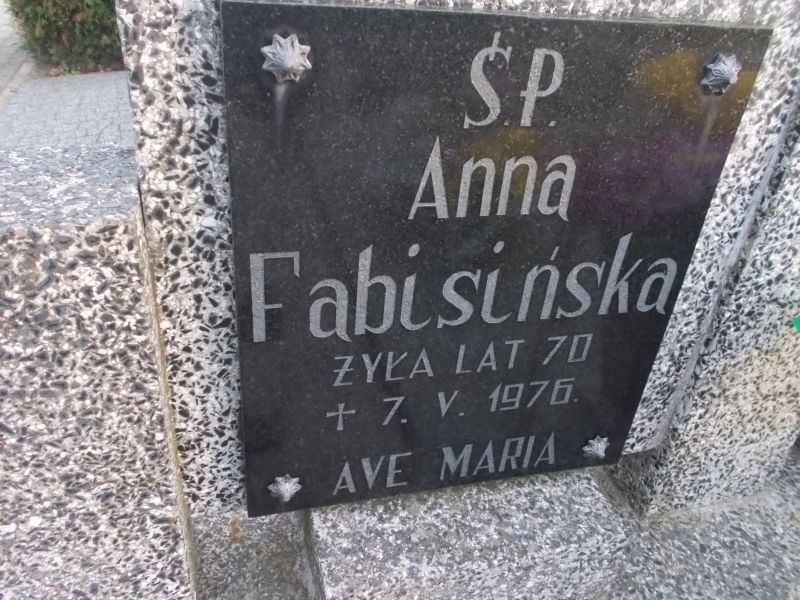 Ś.P.
Anna
Fabisińska
ŻYŁA LAT 70
+ 7. V. 1976.
AVE MARIA